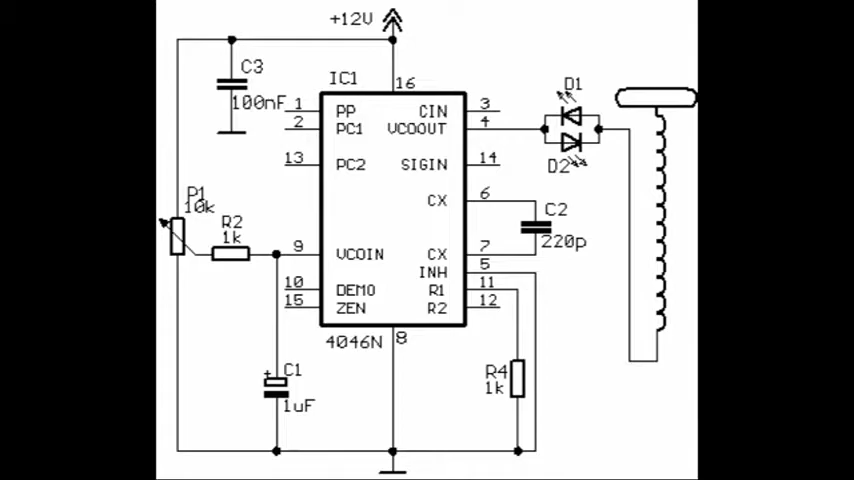 +12V
C3
100nF
IC1
16
1 PP CIN 3
2 PC1 VCOOUT 4
D1
D2
13 PC2 SIGIN 14
CX 6
P1
10k
R2
1k
C2
220p
9 VCOIN CX 7
INH 5
10 DEMO R1 11
15 ZEN R2 12
4046N 8
+ C1
1uF
R4
1k